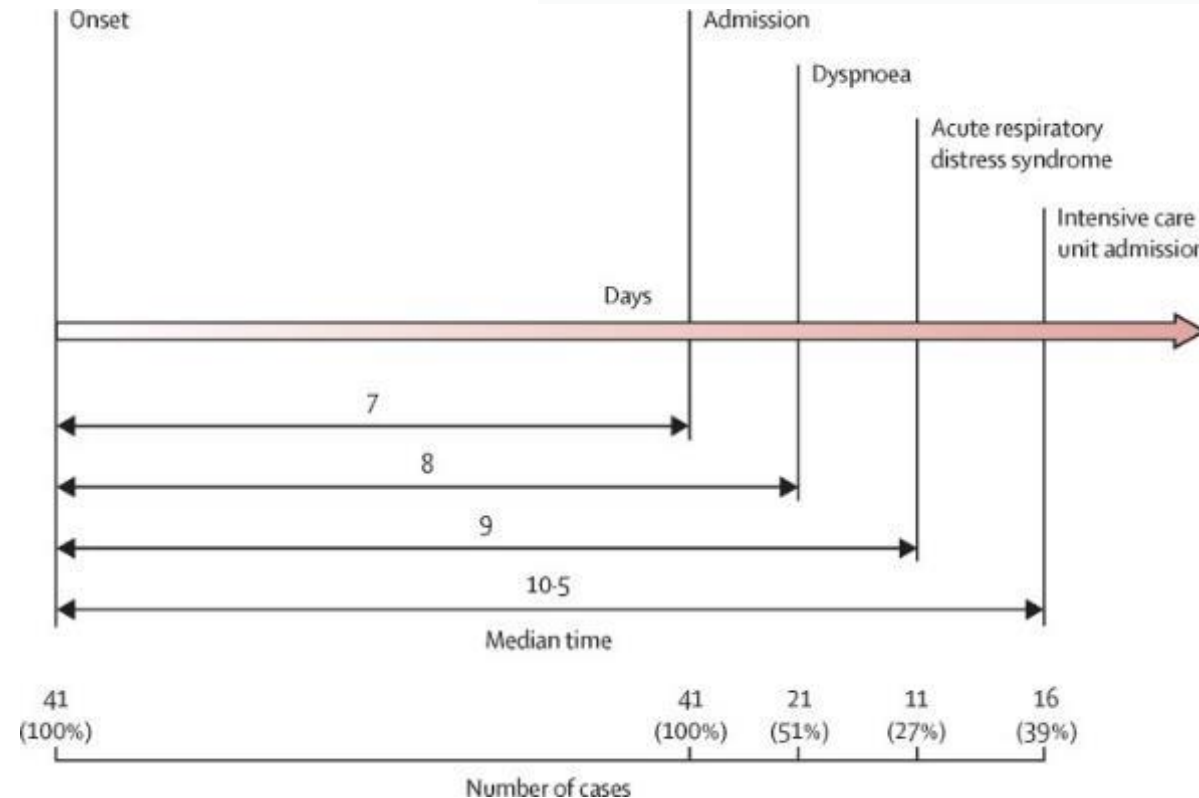 Onset
Admission
Dyspnoea
Acute respiratory
distress syndrome
Intensive care
unit admission
Days
7
8
9
10·5
Median time
41
(100%)
41
(100%)
21
(51%)
11
(27%)
16
(39%)
Number of cases